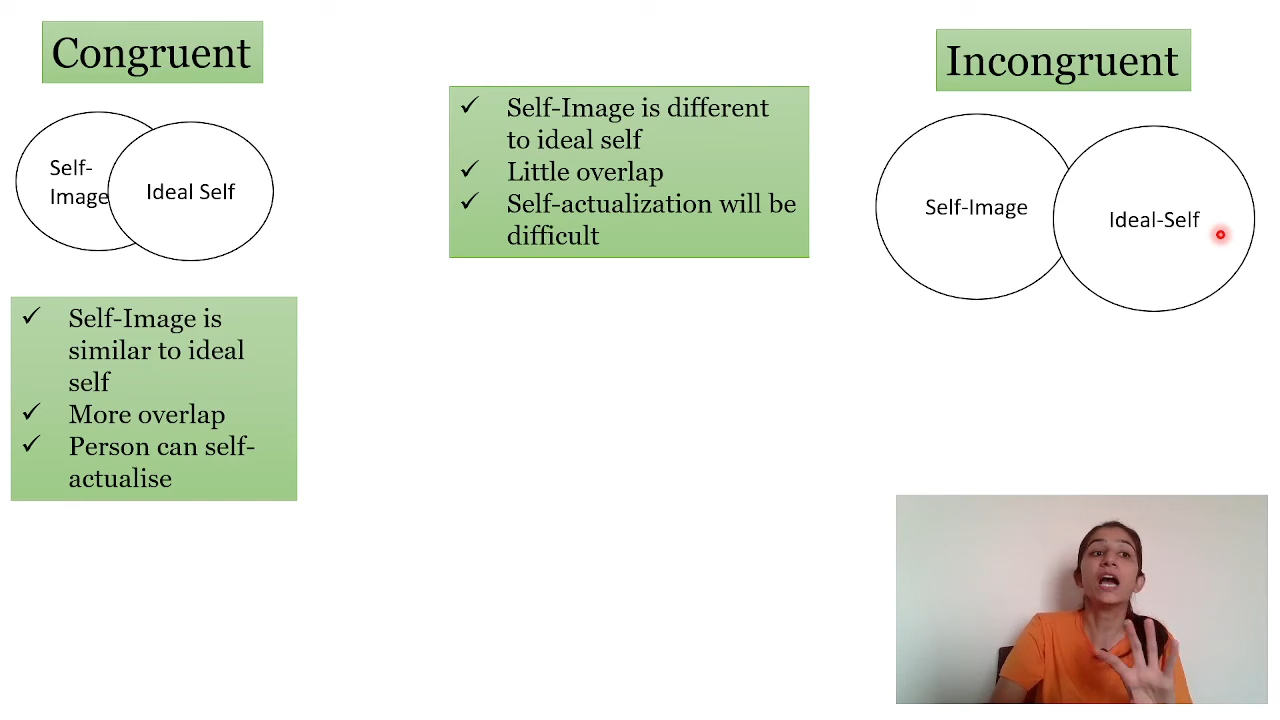 Congruent
Self-
Image
Ideal Self
✓ Self-Image is
similar to ideal
self
✓ More overlap
✓ Person can self-
actualise
✓ Self-Image is different
to ideal self
✓ Little overlap
✓ Self-actualization will be
difficult
Incongruent
Self-Image
Ideal-Self